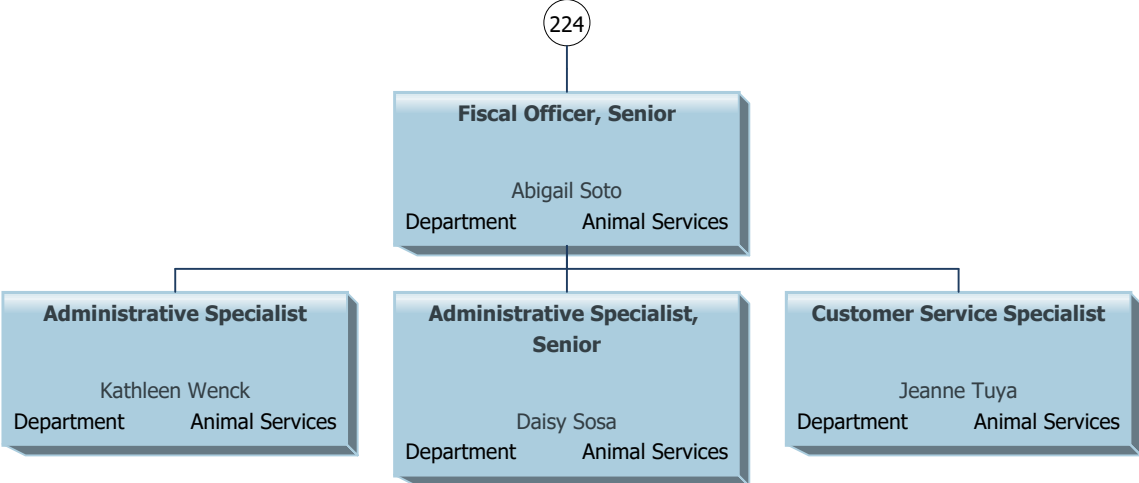 224
Fiscal Officer, Senior
Abigail Soto
Department Animal Services
Administrative Specialist
Kathleen Wenck
Department Animal Services
Administrative Specialist,
Senior
Daisy Sosa
Department Animal Services
Customer Service Specialist
Jeanne Tuya
Department Animal Services